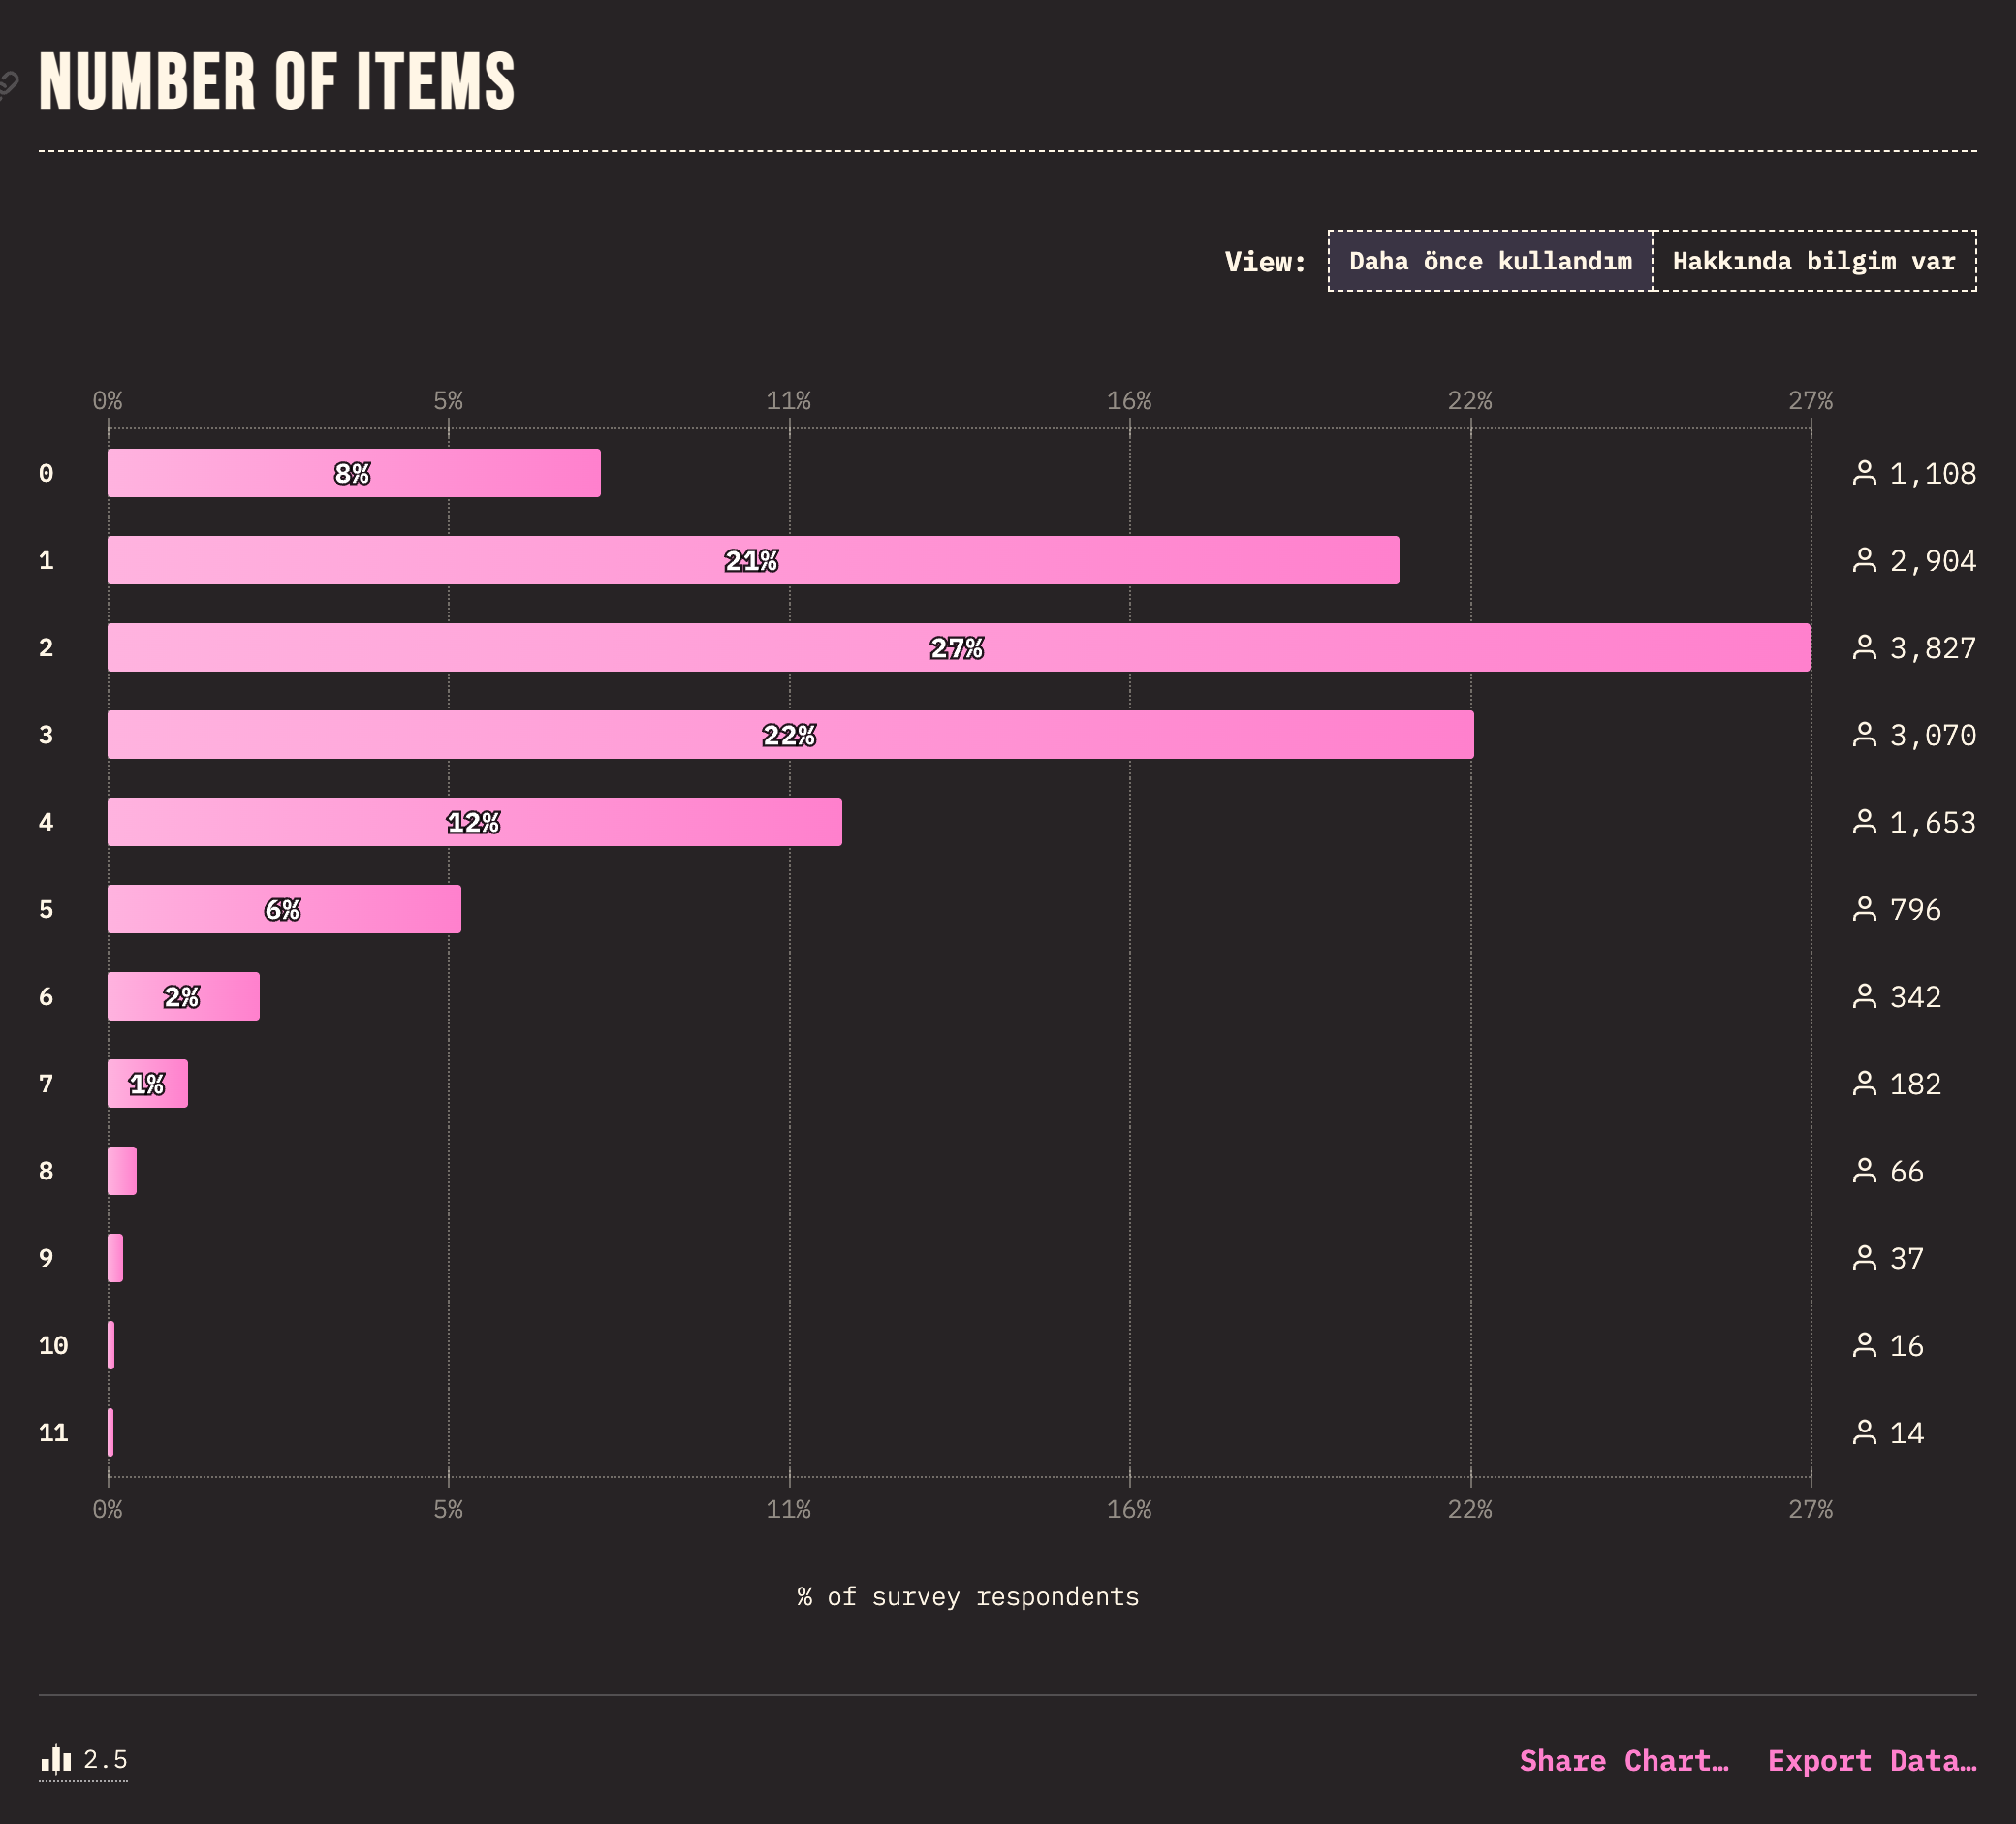 NUMBER OF ITEMS
View: Daha önce kullandım Hakkında bilgim var
0% 5% 11% 16% 22% 27%
0 8% 1,108
1 21% 2,904
2 27% 3,827
3 22% 3,070
4 12% 1,653
5 6% 796
6 2% 342
7 1% 182
8 66
9 37
10 16
11 14
0% 5% 11% 16% 22% 27%
% of survey respondents
2.5 Share Chart… Export Data…